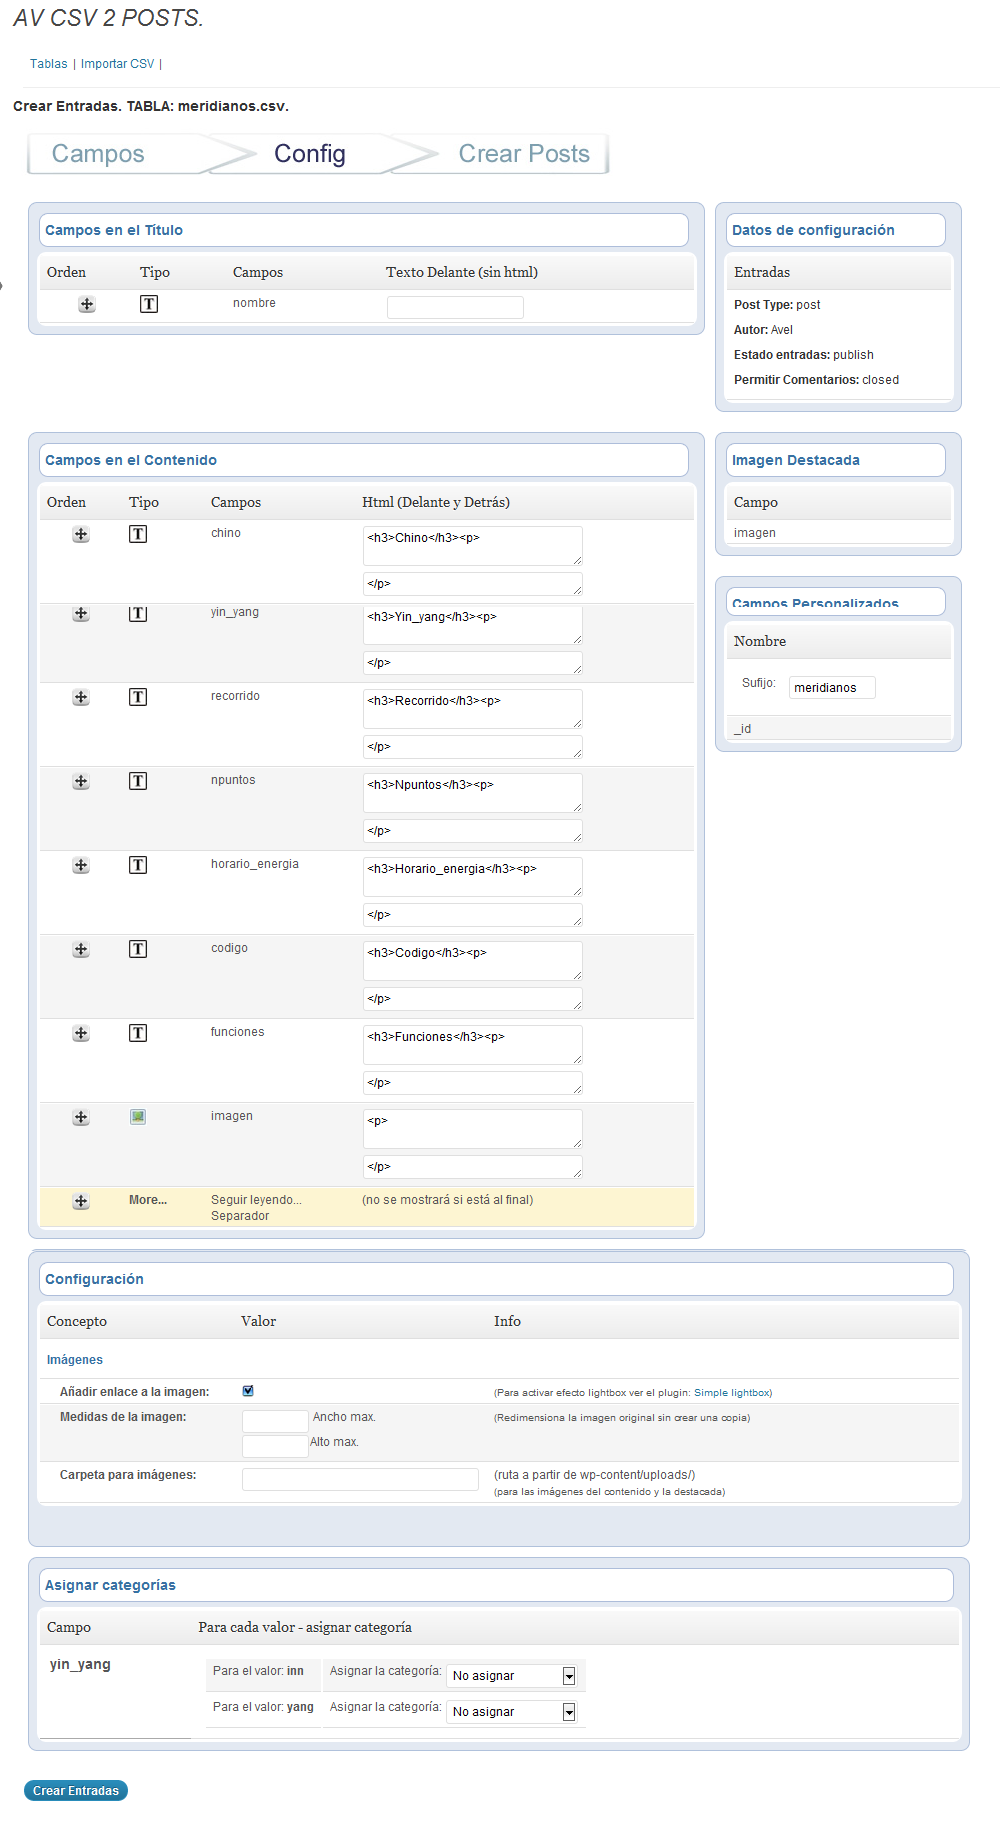 AV CSV 2 POSTS.
Tablas | Importar CSV |
Crear Entradas. TABLA: meridianos.csv.
Campos Config Crear Posts
Campos en el Título
Orden Tipo Campos Texto Delante (sin html)
T nombre
Datos de configuración
Entradas
Post Type: post
Autor: Avel
Estado entradas: publish
Permitir Comentarios: closed
Campos en el Contenido
Orden Tipo Campos Html (Delante y Detrás)
T chino <h3>Chino</h3><p>
</p>
T yin_yang <h3>Yin_yang</h3><p>
</p>
T recorrido <h3>Recorrido</h3><p>
</p>
T npuntos <h3>Npuntos</h3><p>
</p>
T horario_energia <h3>Horario_energia</h3><p>
</p>
T codigo <h3>Codigo</h3><p>
</p>
T funciones <h3>Funciones</h3><p>
</p>
imagen <p>
</p>
More... Seguir leyendo... (no se mostrará si está al final)
Separador
Imagen Destacada
Campo
imagen
Campos Personalizados
Nombre
Sufijo: meridianos
_id
Configuración
Concepto Valor Info
Imágenes
Añadir enlace a la imagen: (Para activar efecto lightbox ver el plugin: Simple lightbox)
Medidas de la imagen: Ancho max. (Redimensiona la imagen original sin crear una copia)
Alto max.
Carpeta para imágenes: (ruta a partir de wp-content/uploads/)
(para las imágenes del contenido y la destacada)
Asignar categorías
Campo Para cada valor - asignar categoría
yin_yang Para el valor: inn Asignar la categoría: No asignar
Para el valor: yang Asignar la categoría: No asignar
Crear Entradas